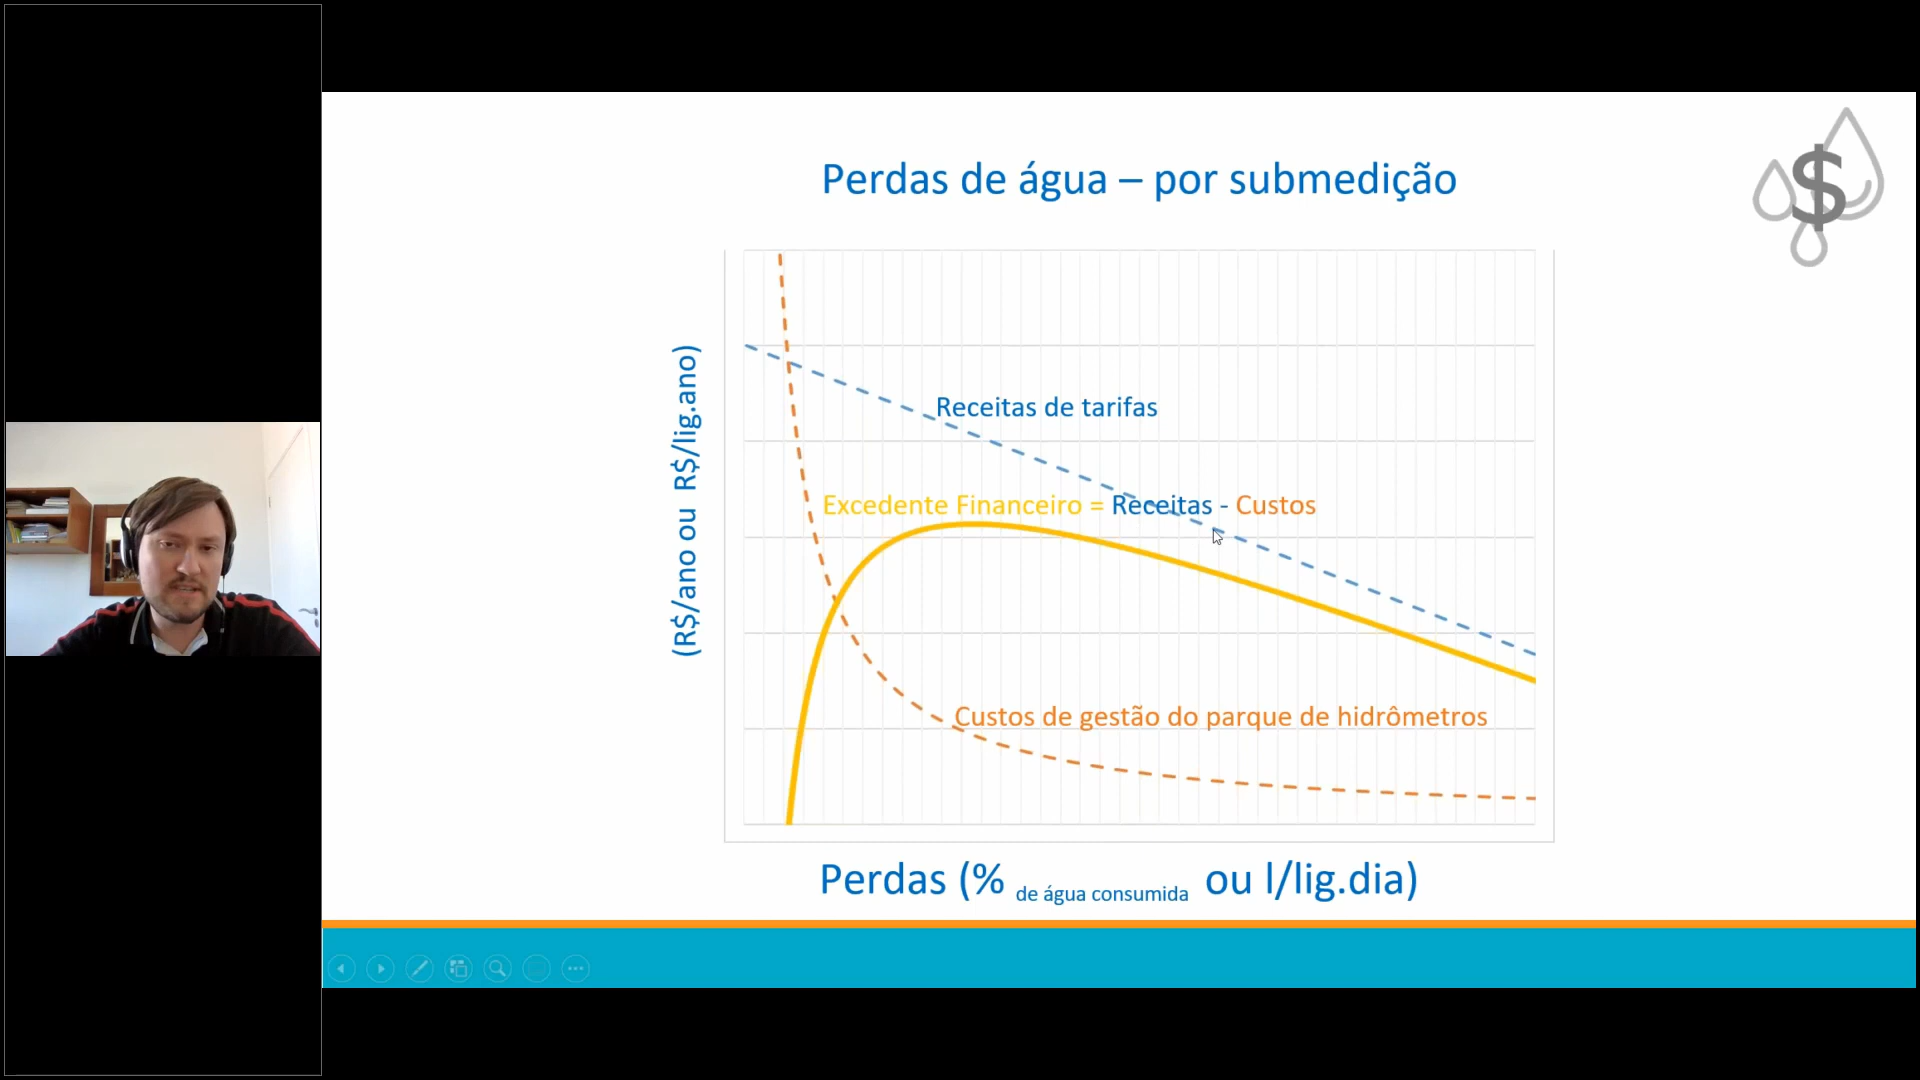 Perdas de água – por submedição
$
(R$/ano ou R$/lig.ano)
Receitas de tarifas
Excedente Financeiro = Receitas - Custos
Custos de gestão do parque de hidrômetros
Perdas (% de água consumida ou l/lig.dia)